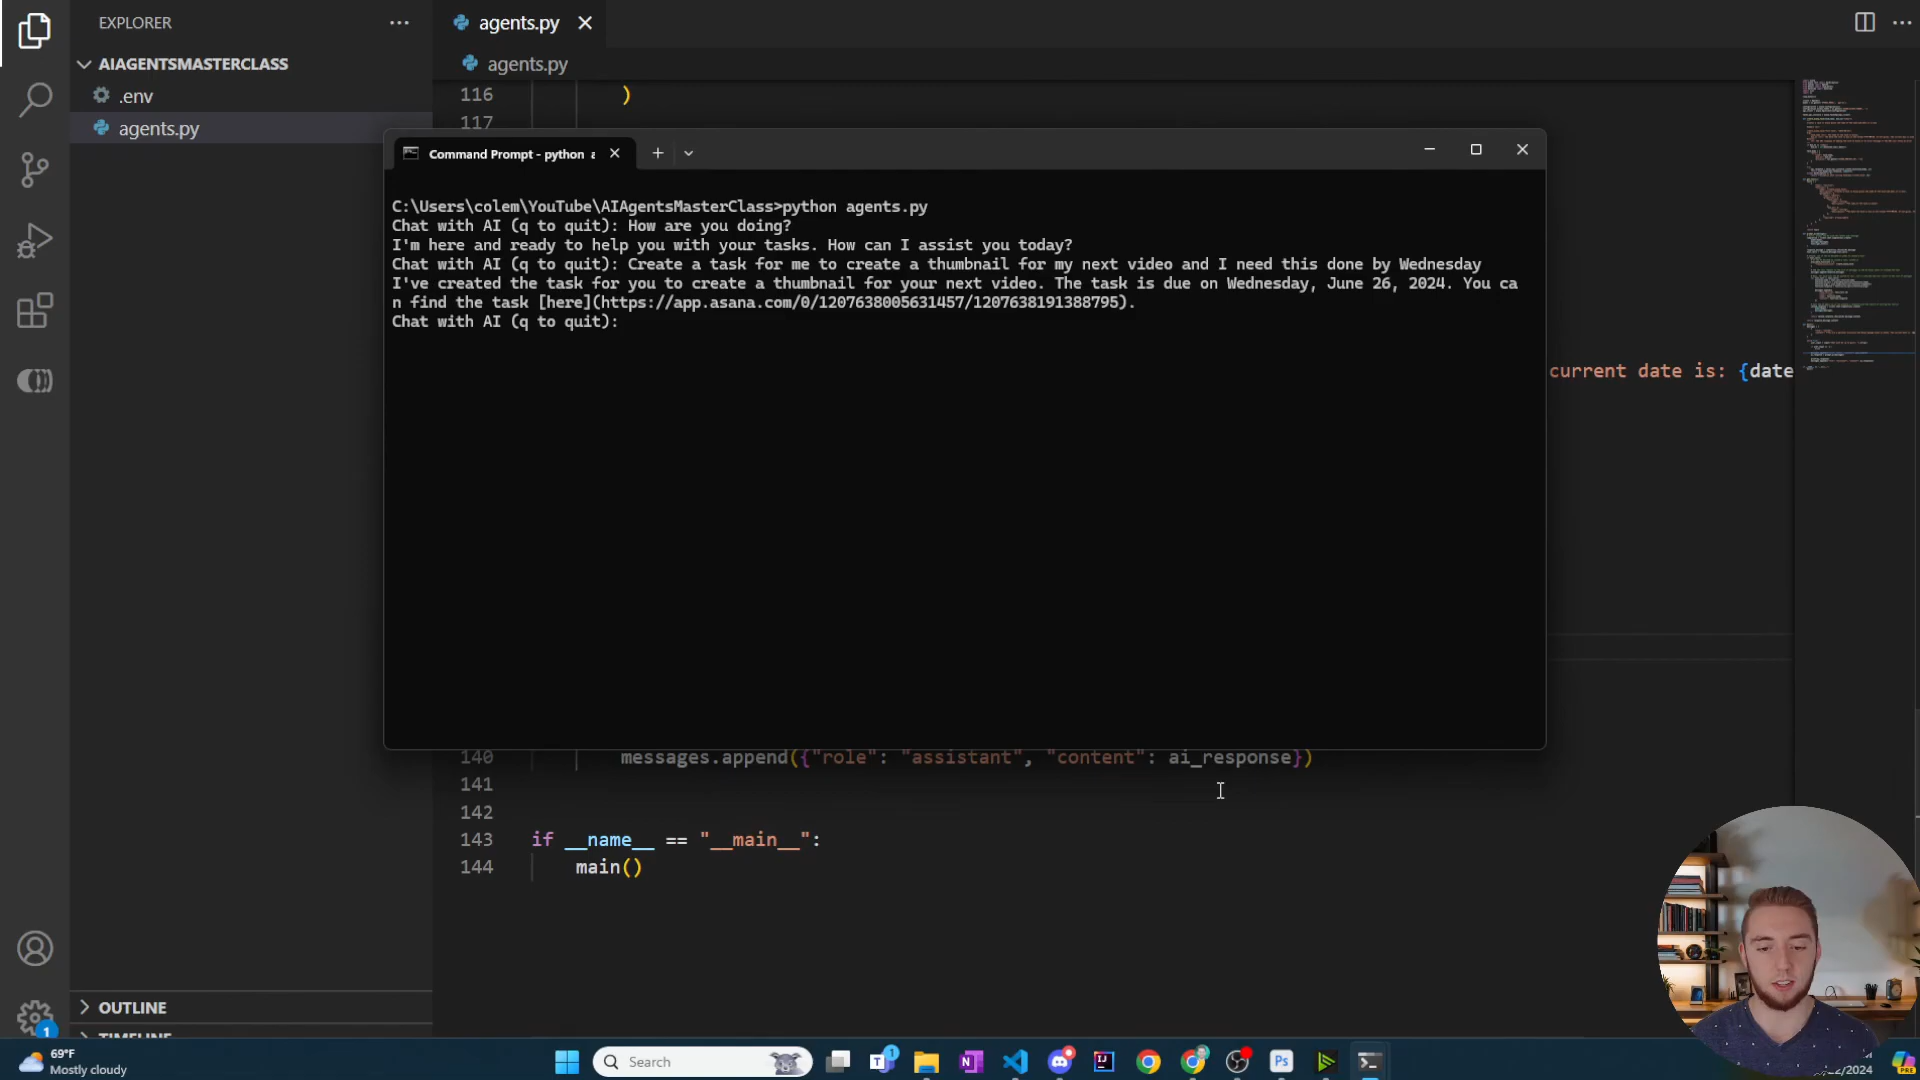 EXPLORER
AIAGENTSMASTERCLASS
.env
agents.py
OUTLINE
1
agents.py
agents.py
116 )
117
Command Prompt - python a
C:\Users\colem\YouTube\AIAgentsMasterClass>python agents.py
Chat with AI (q to quit): How are you doing?
I'm here and ready to help you with your tasks. How can I assist you today?
Chat with AI (q to quit): Create a task for me to create a thumbnail for my next video and I need this done by Wednesday
I've created the task for you to create a thumbnail for your next video. The task is due on Wednesday, June 26, 2024. You ca
n find the task [here](https://app.asana.com/0/1207638005631457/1207638191388795).
Chat with AI (q to quit):
current date is: {date
140 messages.append({"role": "assistant", "content": ai_response})
141
142
143 if __name__ == "__main__":
144 main()
69°F
Mostly cloudy
Search
1